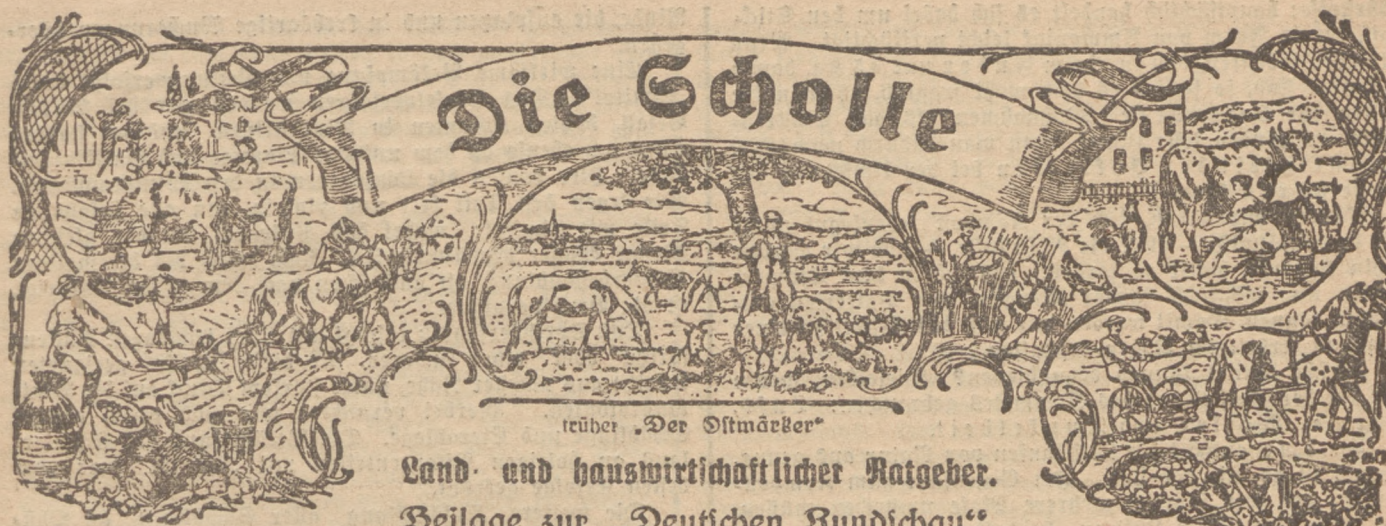 Die Scholle
früher „Der Ostmärker“
Land- und hauswirtschaftlicher Ratgeber.
Beilage zur „Deutschen Rundschau“